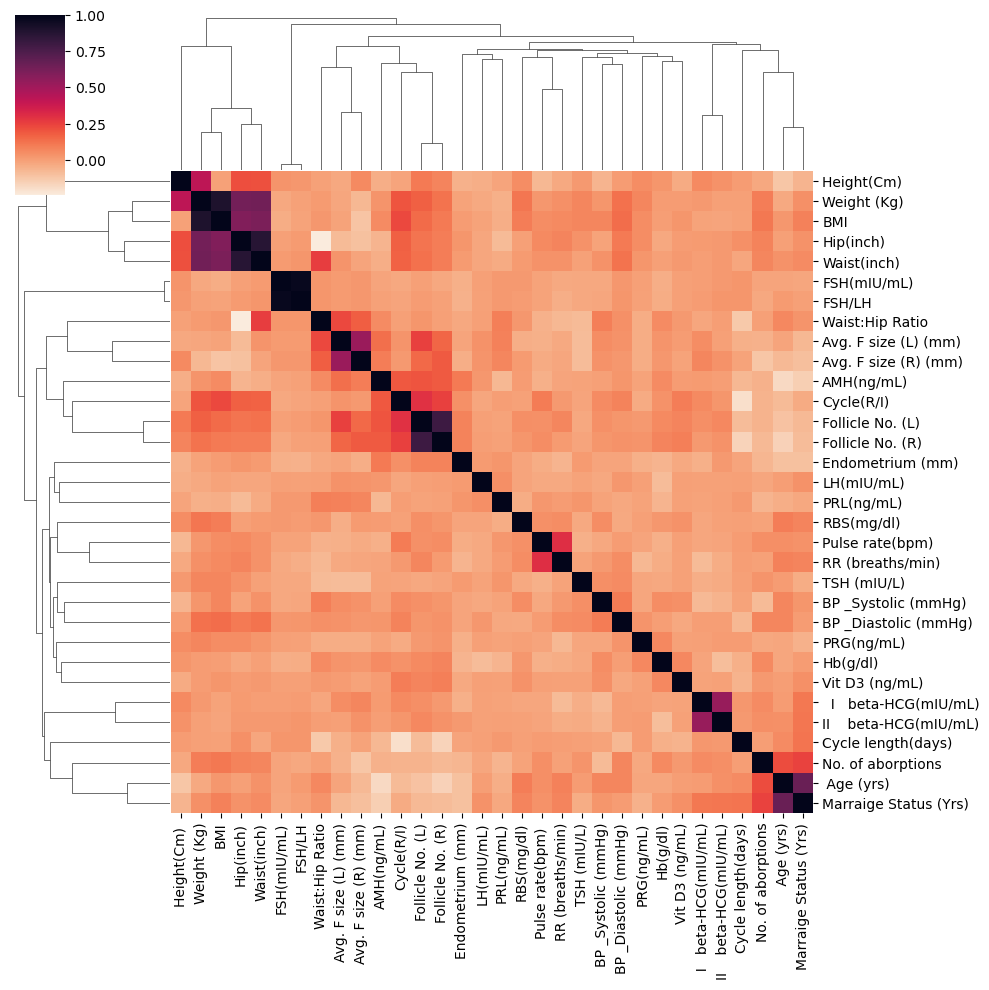 1.00
0.75
0.50
0.25
0.00
Height(Cm)
Weight (Kg)
BMI
Hip(inch)
Waist(inch)
FSH(mIU/mL)
FSH/LH
Waist:Hip Ratio
Avg. F size (L) (mm)
Avg. F size (R) (mm)
AMH(ng/mL)
Cycle(R/I)
Follicle No. (L)
Follicle No. (R)
Endometrium (mm)
LH(mIU/mL)
PRL(ng/mL)
RBS(mg/dl)
Pulse rate(bpm)
RR (breaths/min)
TSH (mIU/L)
BP _Systolic (mmHg)
BP _Diastolic (mmHg)
PRG(ng/mL)
Hb(g/dl)
Vit D3 (ng/mL)
I beta-HCG(mIU/mL)
II beta-HCG(mIU/mL)
Cycle length(days)
No. of aborptions
Age (yrs)
Marraige Status (Yrs)
Height(Cm)
Weight (Kg)
BMI
Hip(inch)
Waist(inch)
FSH(mIU/mL)
FSH/LH
Waist:Hip Ratio
Avg. F size (L) (mm)
Avg. F size (R) (mm)
AMH(ng/mL)
Cycle(R/I)
Follicle No. (L)
Follicle No. (R)
Endometrium (mm)
LH(mIU/mL)
PRL(ng/mL)
RBS(mg/dl)
Pulse rate(bpm)
RR (breaths/min)
TSH (mIU/L)
BP _Systolic (mmHg)
BP _Diastolic (mmHg)
PRG(ng/mL)
Hb(g/dl)
Vit D3 (ng/mL)
I beta-HCG(mIU/mL)
II beta-HCG(mIU/mL)
Cycle length(days)
No. of aborptions
Age (yrs)
Marraige Status (Yrs)